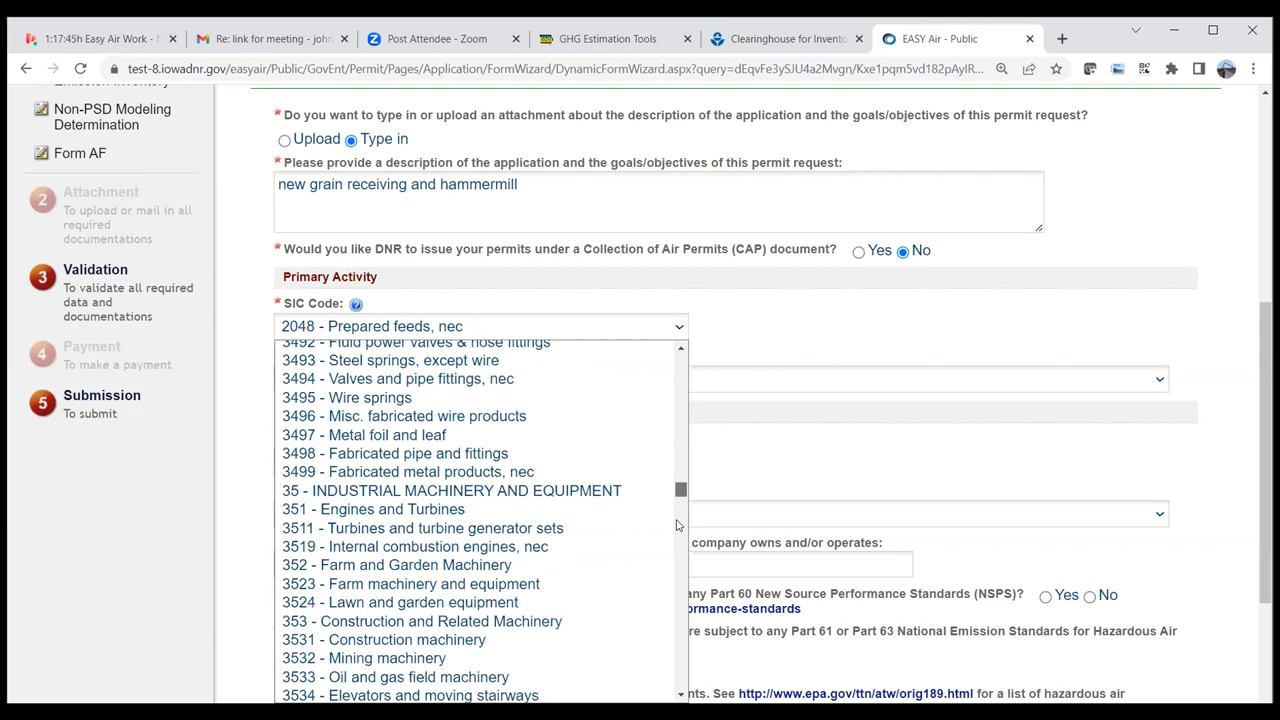 1:17:45h Easy Air Work - N
Re: link for meeting - john
Post Attendee - Zoom
GHG Estimation Tools
Clearinghouse for Invento
EASY Air - Public
test-8.iowadnr.gov/easyair/Public/GovEnt/Permit/Pages/Application/FormWizard/DynamicFormWizard.aspx?query=dEqvFe3ySJU4a2Mvgn/Kxe1pqm5vd182pAyIR...
Non-PSD Modeling
Determination
Form AF
2 Attachment
To upload or mail in all
required
documentations
3 Validation
To validate all required
data and
documentations
4 Payment
To make a payment
5 Submission
To submit
* Do you want to type in or upload an attachment about the description of the application and the goals/objectives of this permit request?
Upload Type in
* Please provide a description of the application and the goals/objectives of this permit request:
new grain receiving and hammermill
* Would you like DNR to issue your permits under a Collection of Air Permits (CAP) document? Yes No
Primary Activity
* SIC Code: ?
2048 - Prepared feeds, nec
3492 - Fluid power valves & hose fittings
3493 - Steel springs, except wire
3494 - Valves and pipe fittings, nec
3495 - Wire springs
3496 - Misc. fabricated wire products
3497 - Metal foil and leaf
3498 - Fabricated pipe and fittings
3499 - Fabricated metal products, nec
35 - INDUSTRIAL MACHINERY AND EQUIPMENT
351 - Engines and Turbines
3511 - Turbines and turbine generator sets
3519 - Internal combustion engines, nec
352 - Farm and Garden Machinery
3523 - Farm machinery and equipment
3524 - Lawn and garden equipment
353 - Construction and Related Machinery
3531 - Construction machinery
3532 - Mining machinery
3533 - Oil and gas field machinery
3534 - Elevators and moving stairways
company owns and/or operates:
any Part 60 New Source Performance Standards (NSPS)? Yes No
rmance-standards
re subject to any Part 61 or Part 63 National Emission Standards for Hazardous Air
nts. See http://www.epa.gov/ttn/atw/orig189.html for a list of hazardous air